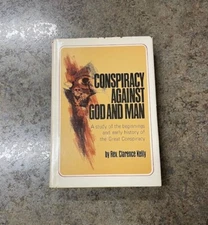 CONSPIRACY
AGAINST
GOD AND MAN
A study of the beginnings
and early history of
the Great Conspiracy
by Rev. Clarence Kelly